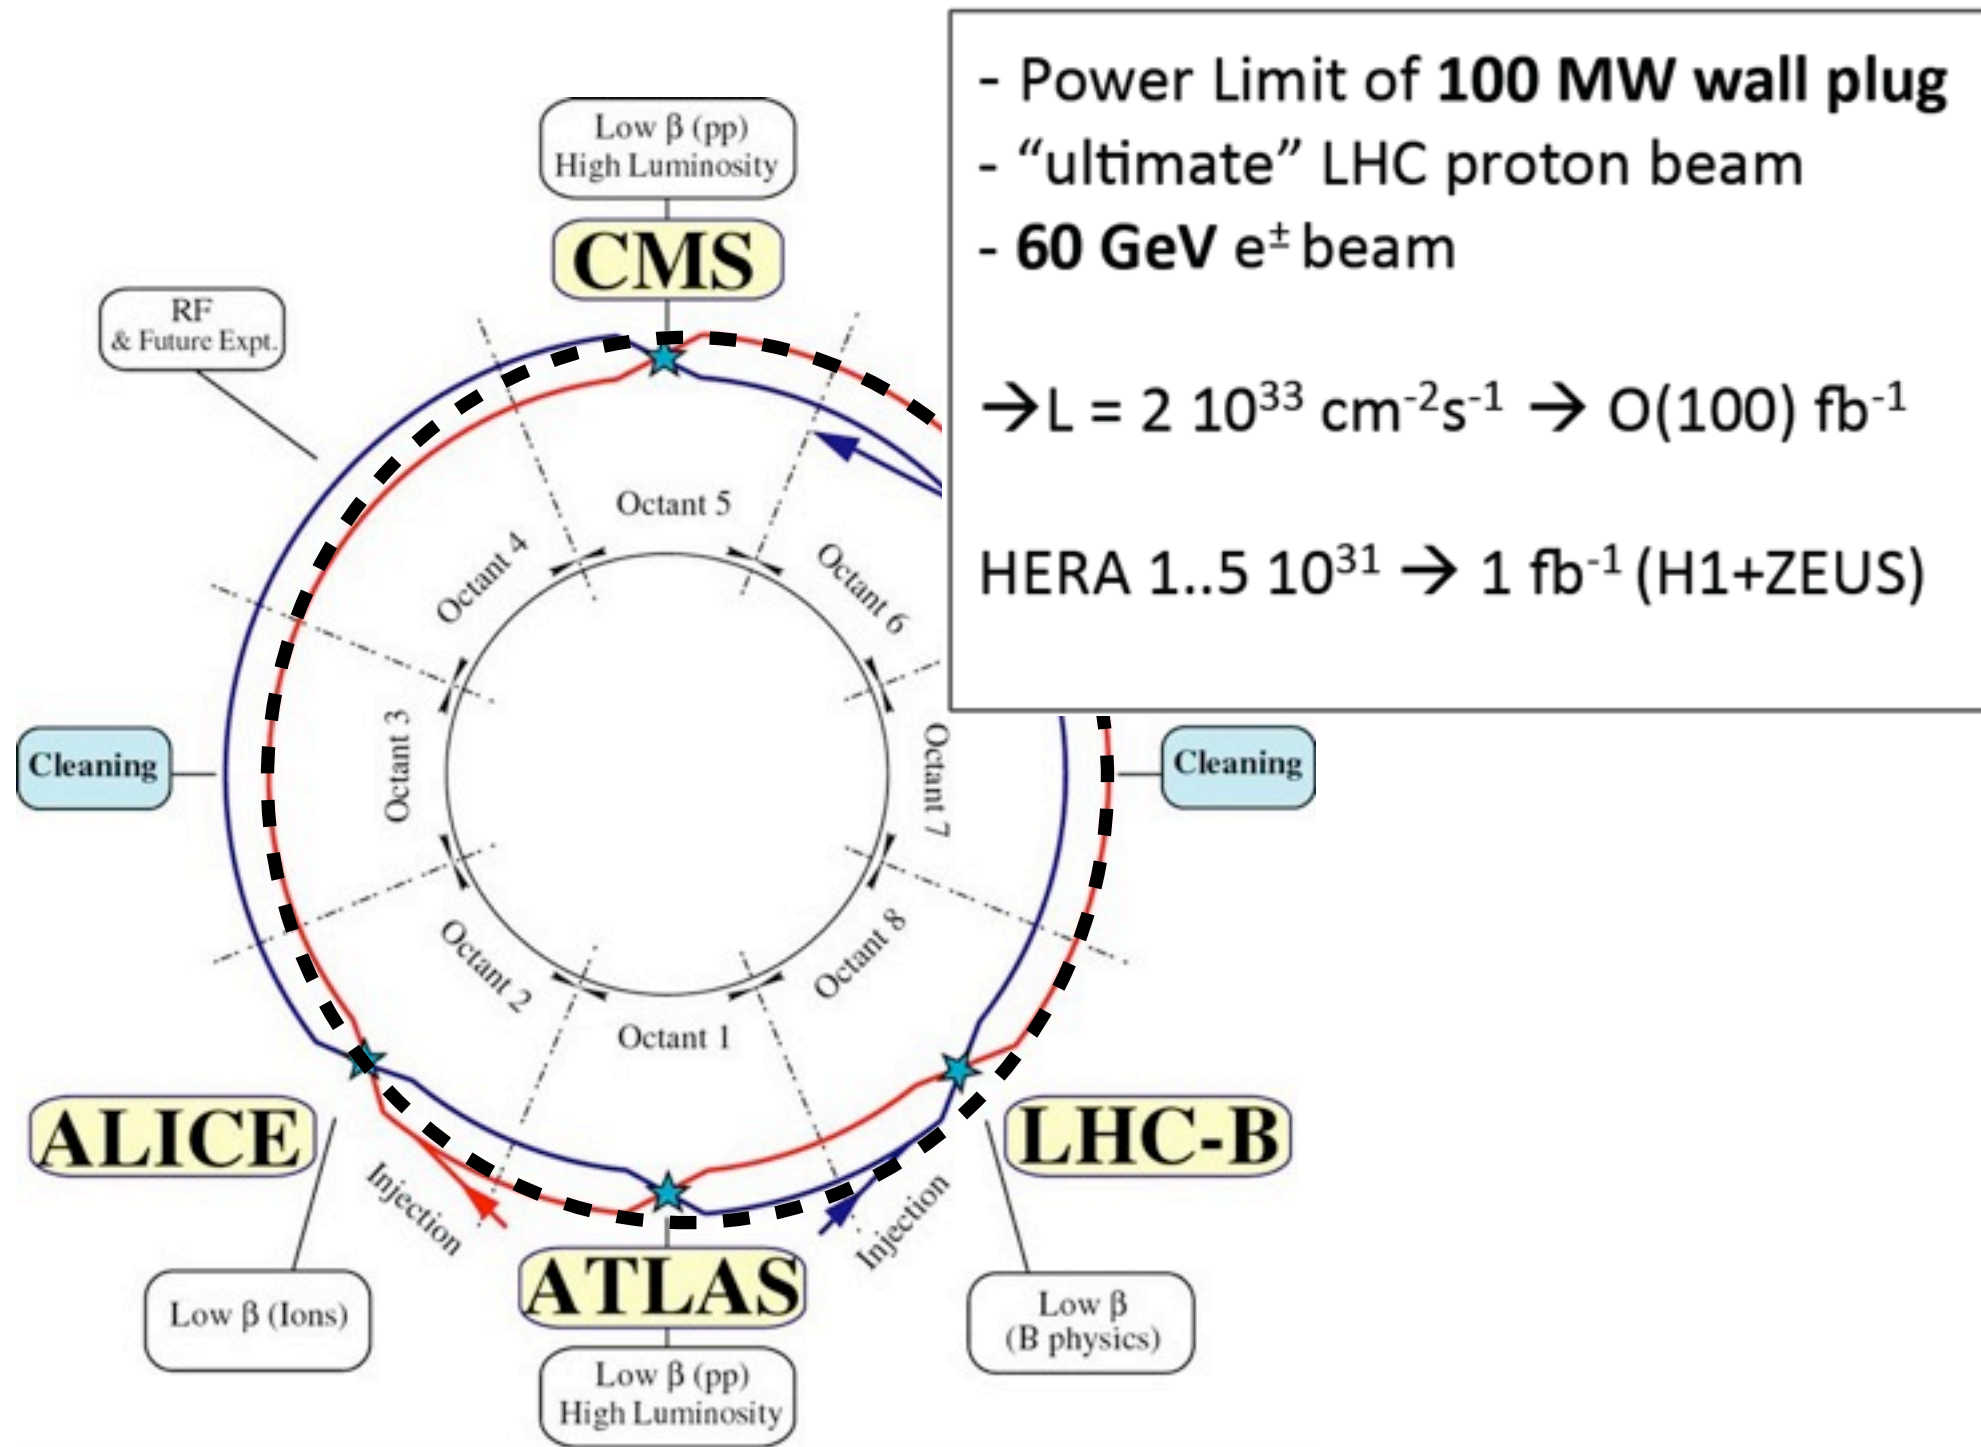 - Power Limit of 100 MW wall plug
- “ultimate” LHC proton beam
- 60 GeV e± beam
→L = 2 10³³ cm⁻²s⁻¹ → O(100) fb⁻¹
HERA 1..5 10³¹ → 1 fb⁻¹ (H1+ZEUS)
Low β (pp)
High Luminosity
CMS
RF
& Future Expt.
Octant 5
Octant 4
Octant 6
Cleaning
Octant 3
Octant 7
Cleaning
Octant 2
Octant 8
Octant 1
ALICE
LHC-B
Injection
Injection
Low β (Ions)
ATLAS
Low β
(B physics)
Low β (pp)
High Luminosity